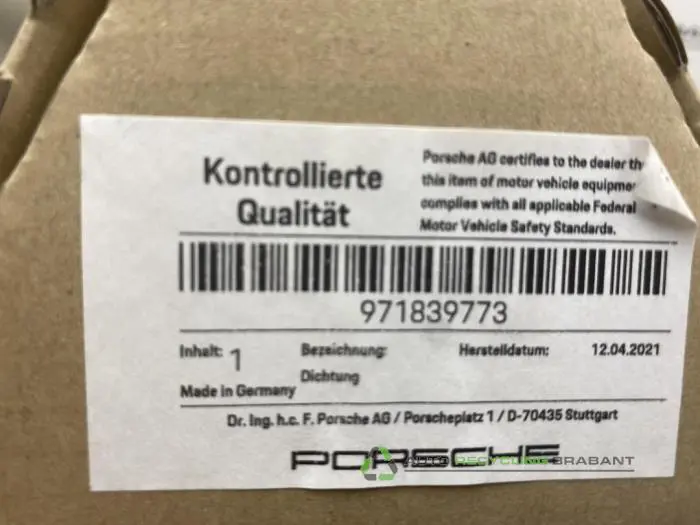 Kontrollierte
Qualität
Porsche AG certifies to the dealer
this item of motor vehicle
complies with all applicable Federal
Motor Vehicle Safety Standards.
971839773
Inhalt: 1
Bezeichnung:
Dichtung
Herstelldatum: 12.04.2021
Made in Germany
Dr. Ing. h.c. F. Porsche AG / Porscheplatz 1 / D-70435 Stuttgart
PORSCHE
AUTO RECYCLING BRABANT